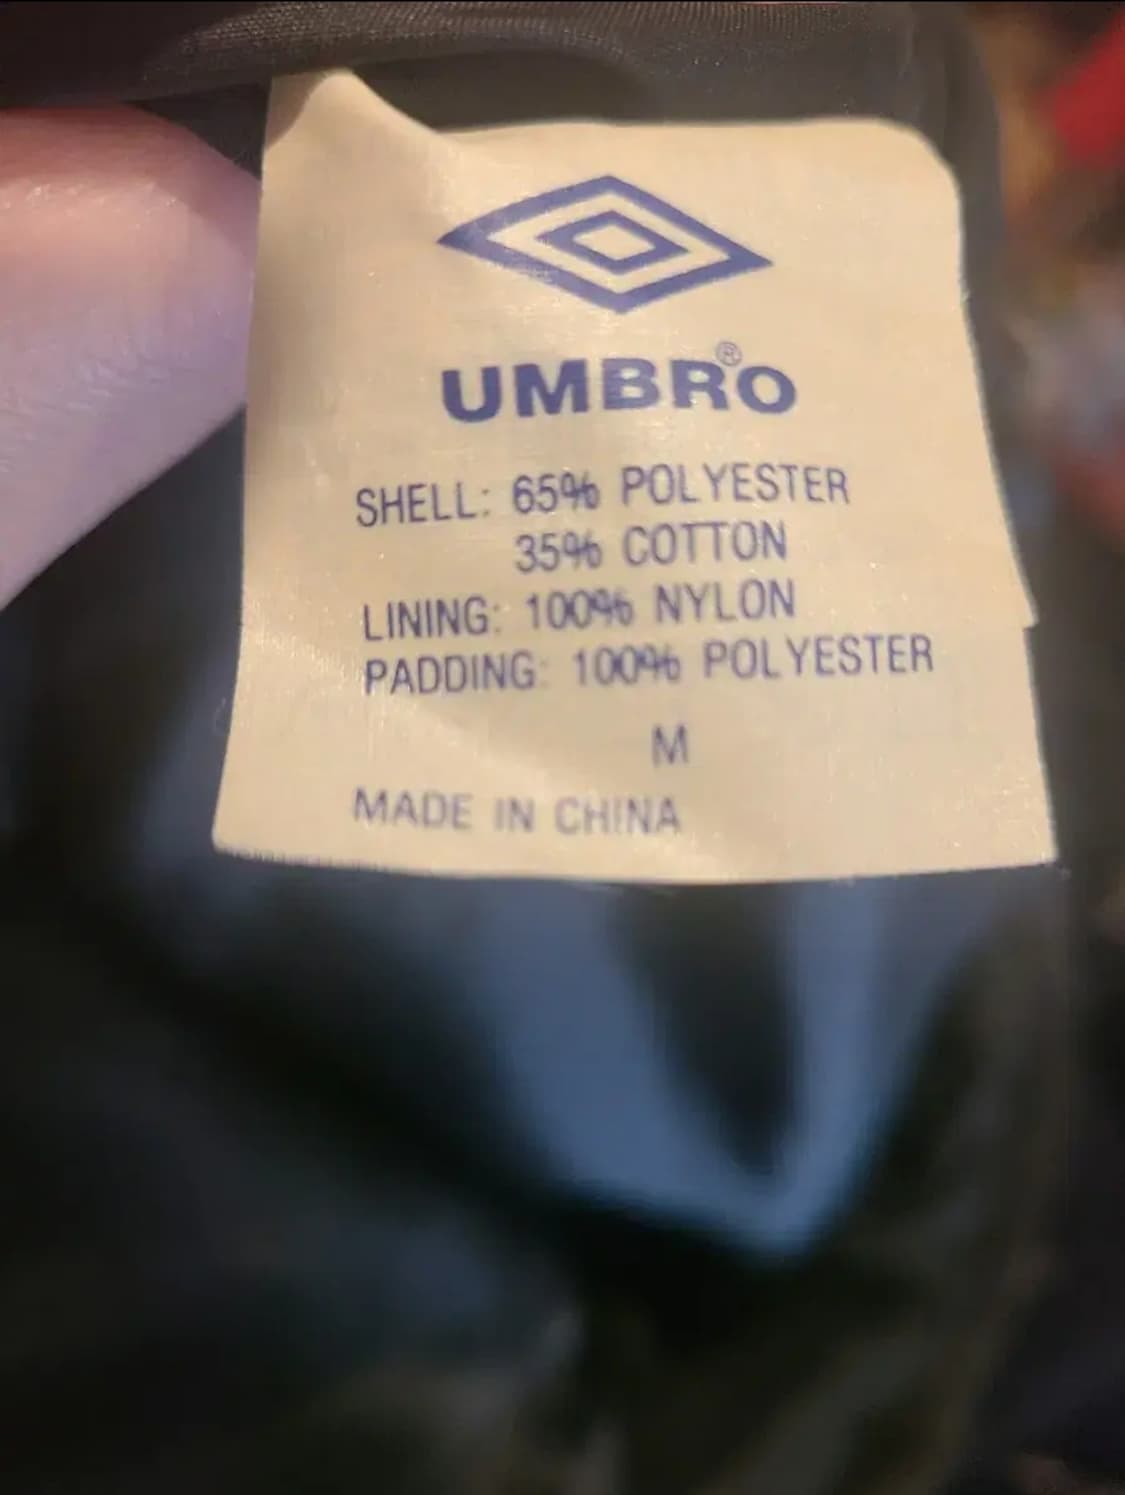 UMBRO®
SHELL: 65% POLYESTER
35% COTTON
LINING: 100% NYLON
PADDING: 100% POLYESTER
M
MADE IN CHINA